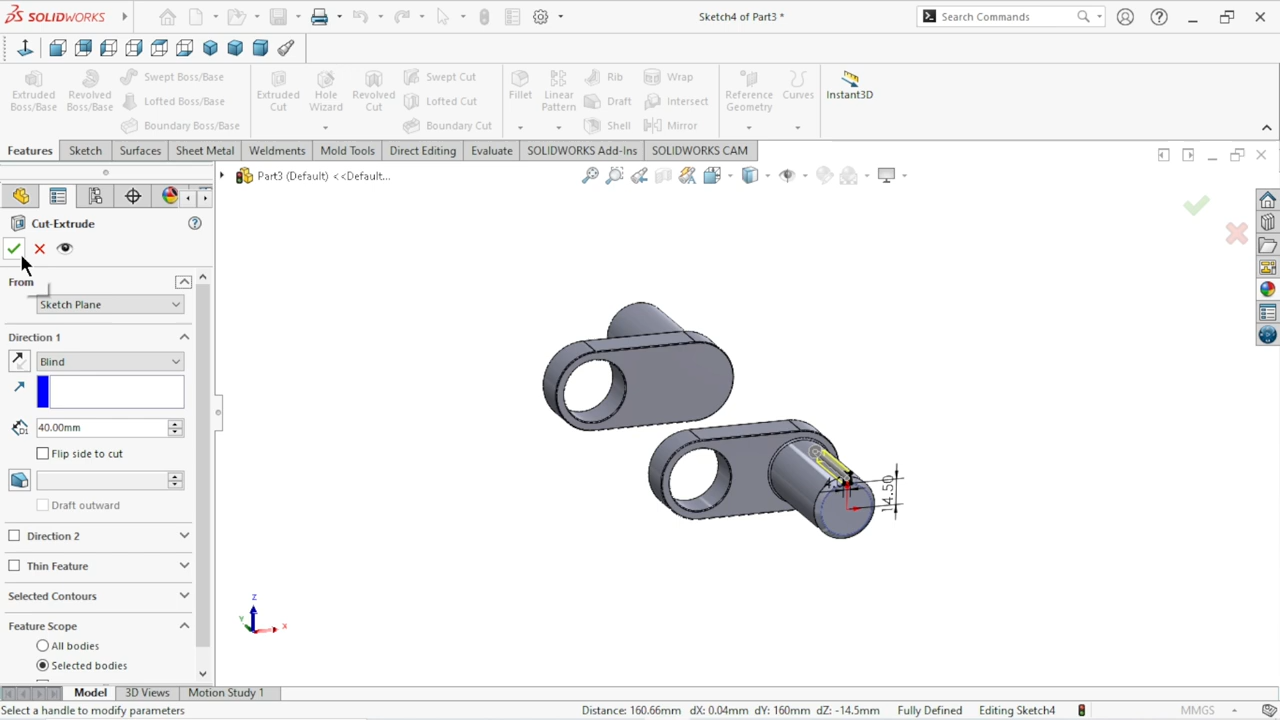 SOLIDWORKS
Sketch4 of Part3 *
Search Commands
Extruded Boss/Base
Revolved Boss/Base
Swept Boss/Base
Lofted Boss/Base
Boundary Boss/Base
Extruded Cut
Hole Wizard
Revolved Cut
Swept Cut
Lofted Cut
Boundary Cut
Fillet
Linear Pattern
Rib
Draft
Shell
Wrap
Intersect
Mirror
Reference Geometry
Curves
Instant3D
Features
Sketch
Surfaces
Sheet Metal
Weldments
Mold Tools
Direct Editing
Evaluate
SOLIDWORKS Add-Ins
SOLIDWORKS CAM
Part3 (Default) <<Default...
Cut-Extrude
From
Sketch Plane
Direction 1
Blind
D1
40.00mm
Flip side to cut
Draft outward
Direction 2
Thin Feature
Selected Contours
Feature Scope
All bodies
Selected bodies
14.50
Z
Y
X
Model
3D Views
Motion Study 1
Select a handle to modify parameters
Distance: 160.66mm dX: 0.04mm dY: 160mm dZ: -14.5mm
Fully Defined
Editing Sketch4
MMGS